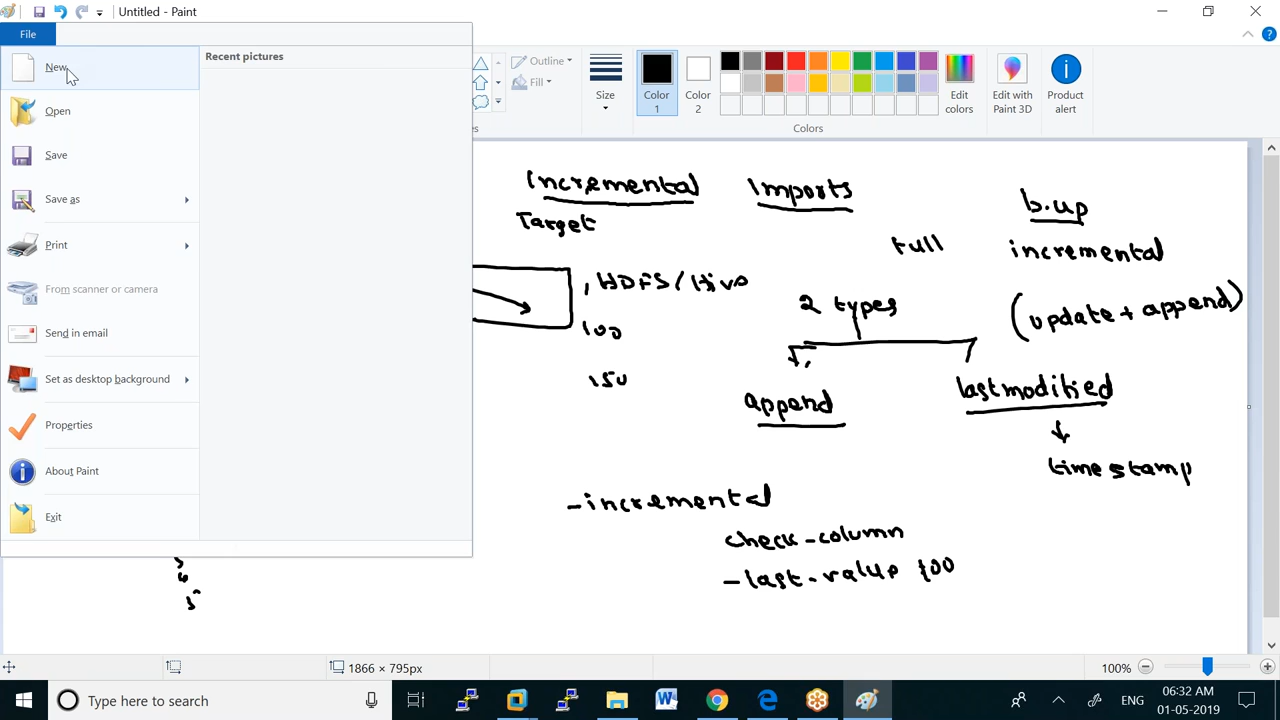 Untitled - Paint
File
New
Open
Save
Save as
Print
From scanner or camera
Send in email
Set as desktop background
Properties
About Paint
Exit
Recent pictures
Outline
Fill
Size
Color 1
Color 2
Edit colors
Edit with Paint 3D
Product alert
Colors
Incremental Imports
Target
b.up
full
incremental
HDFS/Hive
100
150
2 types
(update + append)
append
lastmodified
timestamp
-incremental
check-column
-last-value 100
1866 × 795px
100%
Type here to search
ENG
06:32 AM
01-05-2019